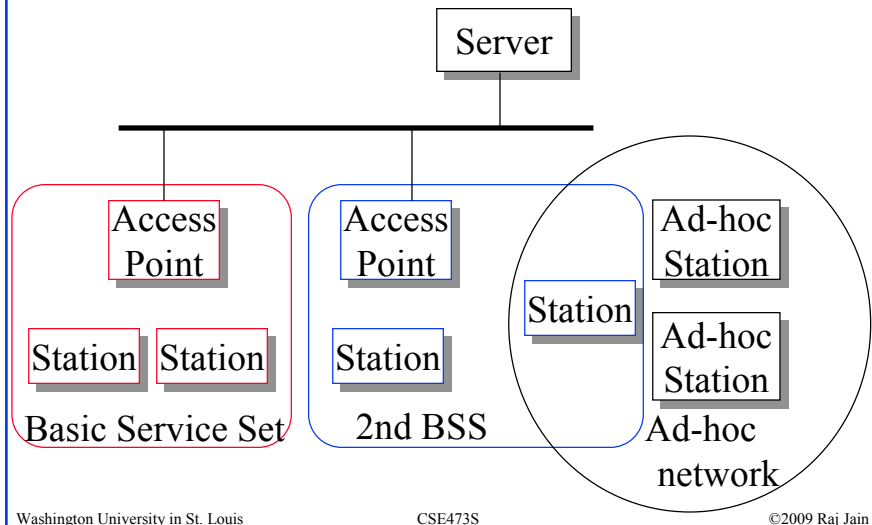 Server
Access
Point
Access
Point
Ad-hoc
Station
Station
Ad-hoc
Station
Station
Station
Station
Basic Service Set
2nd BSS
Ad-hoc
network
Washington University in St. Louis
CSE473S
©2009 Raj Jain